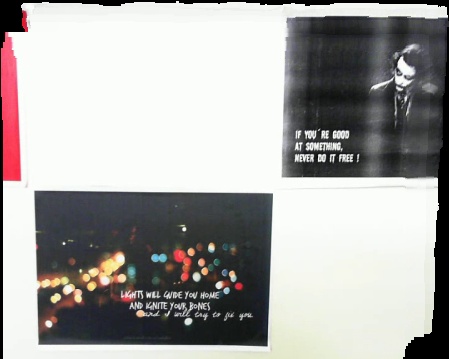 IF YOU´RE GOOD
AT SOMETHING,
NEVER DO IT FREE !
LIGHTS WILL GUIDE YOU HOME
AND IGNITE YOUR BONES
and I will try to fix you